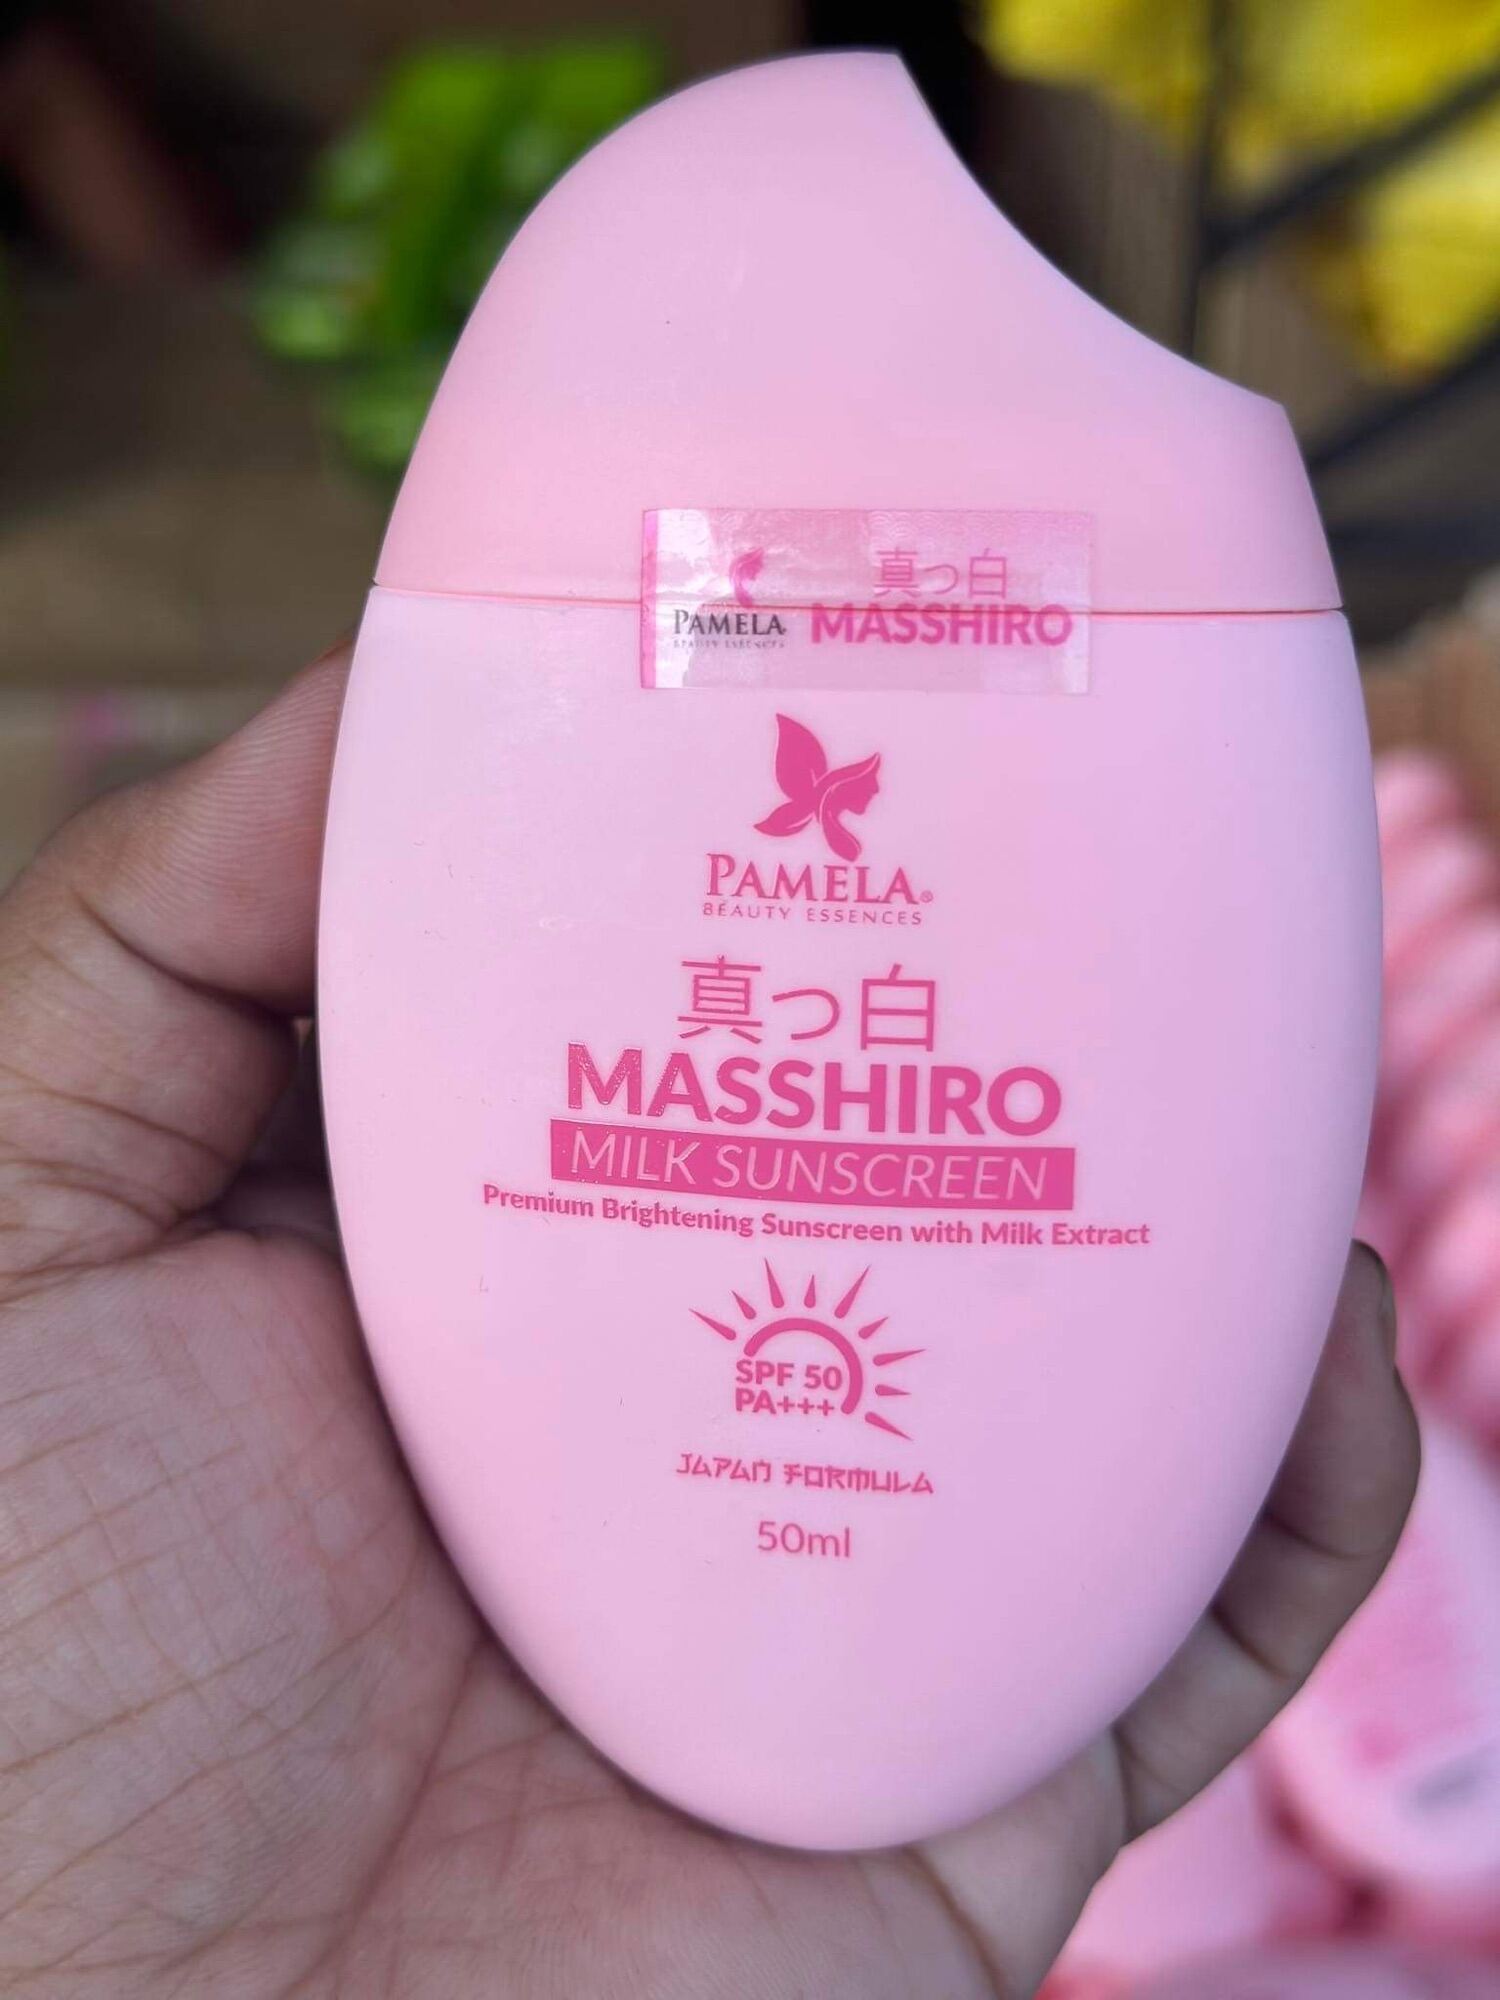 真っ白
PAMELA MASSHIRO
BEAUTY ESSENCES
PAMELA®
BEAUTY ESSENCES
真っ白
MASSHIRO
MILK SUNSCREEN
Premium Brightening Sunscreen with Milk Extract
SPF 50
PA+++
JAPAN FORMULA
50ml